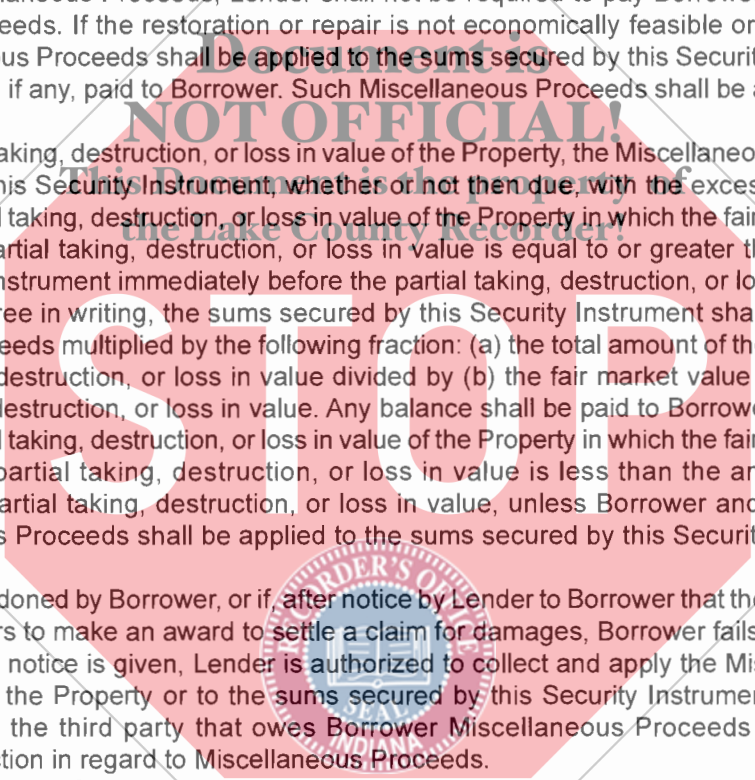 laneous Proceeds, Lender shall not be required to pay Borrow
eeds. If the restoration or repair is not economically feasible or
ous Proceeds shall be applied to the sums secured by this Securit
if any, paid to Borrower. Such Miscellaneous Proceeds shall be a
Document is
NOT OFFICIAL!
This Document is the property of
the Lake County Recorder!
aking, destruction, or loss in value of the Property, the Miscellaneo
his Security Instrument, whether or not then due, with the exces
l taking, destruction, or loss in value of the Property in which the fair
artial taking, destruction, or loss in value is equal to or greater th
nstrument immediately before the partial taking, destruction, or lo
ree in writing, the sums secured by this Security Instrument sha
eeds multiplied by the following fraction: (a) the total amount of th
destruction, or loss in value divided by (b) the fair market value
destruction, or loss in value. Any balance shall be paid to Borrowe
l taking, destruction, or loss in value of the Property in which the fair
partial taking, destruction, or loss in value is less than the am
artial taking, destruction, or loss in value, unless Borrower and
s Proceeds shall be applied to the sums secured by this Securit
STOP
doned by Borrower, or if, after notice by Lender to Borrower that the
rs to make an award to settle a claim for damages, Borrower fails
notice is given, Lender is authorized to collect and apply the Mis
the Property or to the sums secured by this Security Instrumen
the third party that owes Borrower Miscellaneous Proceeds
ction in regard to Miscellaneous Proceeds.
RECORDER'S OFFICE
SEAL
INDIANA